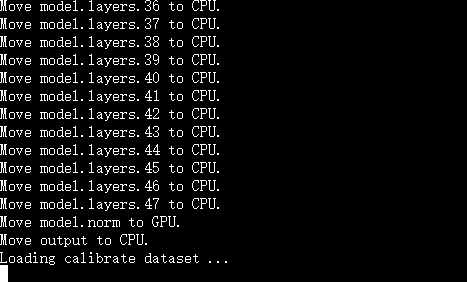 Move model.layers.36 to CPU.
Move model.layers.37 to CPU.
Move model.layers.38 to CPU.
Move model.layers.39 to CPU.
Move model.layers.40 to CPU.
Move model.layers.41 to CPU.
Move model.layers.42 to CPU.
Move model.layers.43 to CPU.
Move model.layers.44 to CPU.
Move model.layers.45 to CPU.
Move model.layers.46 to CPU.
Move model.layers.47 to CPU.
Move model.norm to GPU.
Move output to CPU.
Loading calibrate dataset ...